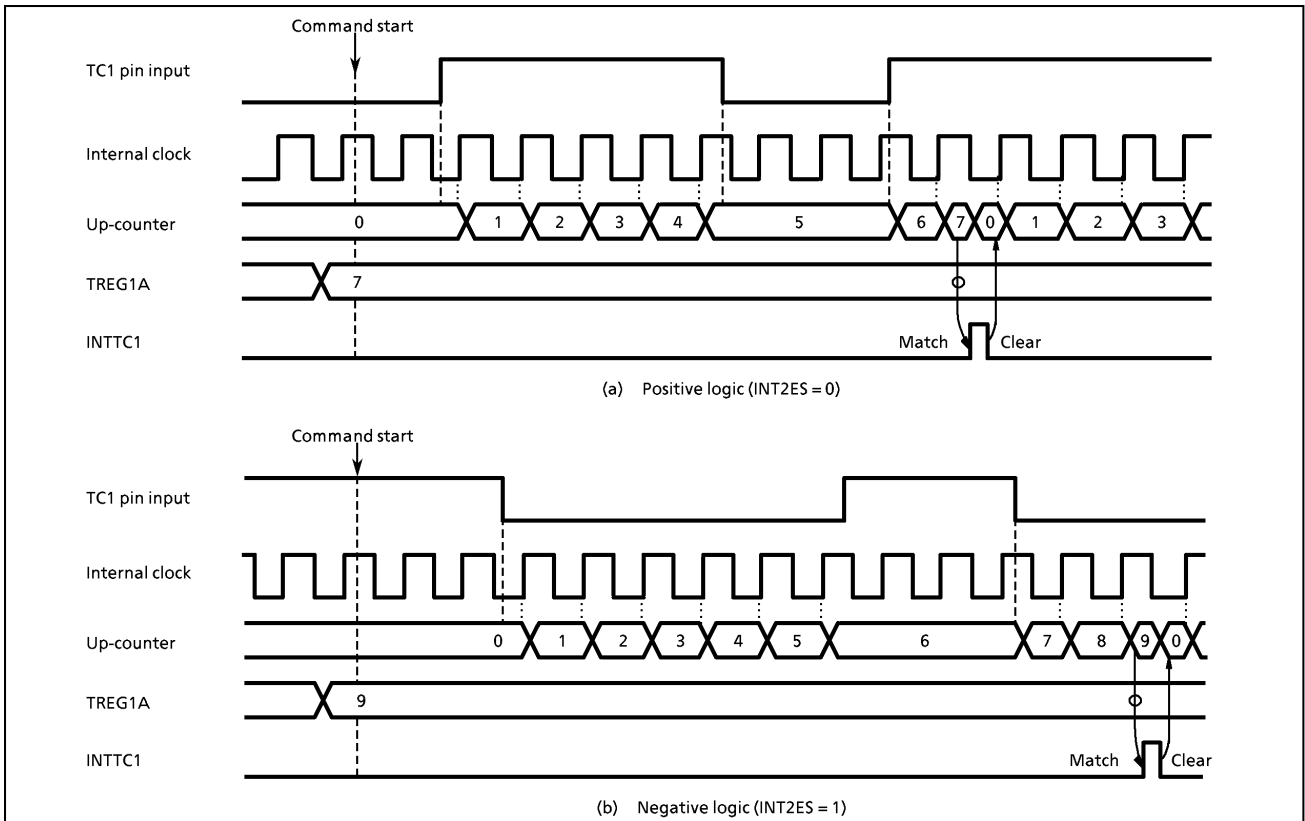 Command start
TC1 pin input
Internal clock
Up-counter 0 1 2 3 4 5 6 7 0 1 2 3
TREG1A 7
INTTC1 Match Clear
(a) Positive logic (INT2ES = 0)
Command start
TC1 pin input
Internal clock
Up-counter 0 1 2 3 4 5 6 7 8 9 0
TREG1A 9
INTTC1 Match Clear
(b) Negative logic (INT2ES = 1)